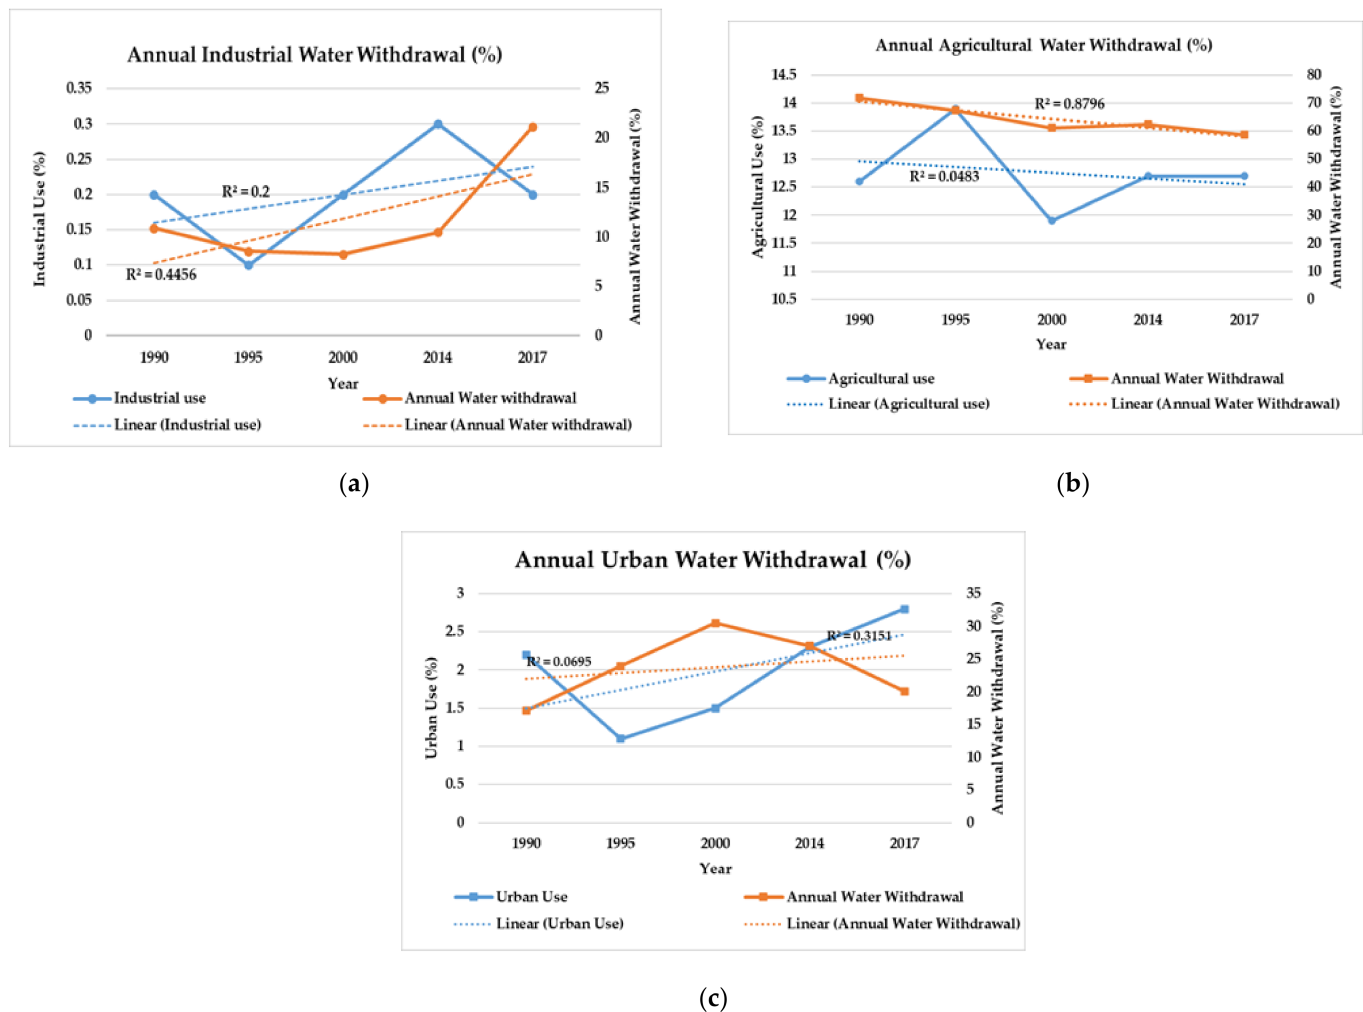 Annual Industrial Water Withdrawal (%)
0.35
0.3
0.25
0.2
0.15
0.1
0.05
0
Industrial Use (%)
25
20
15
10
5
0
Annual Water Withdrawal (%)
R² = 0.2
R² = 0.4456
1990 1995 2000 2014 2017
Year
Industrial use Annual Water withdrawal
Linear (Industrial use) Linear (Annual Water withdrawal)
(a)
Annual Agricultural Water Withdrawal (%)
14.5
14
13.5
13
12.5
12
11.5
11
10.5
Agricultural Use (%)
80
70
60
50
40
30
20
10
0
Annual Water Withdrawal (%)
R² = 0.8796
R² = 0.0483
1990 1995 2000 2014 2017
Year
Agricultural use Annual Water Withdrawal
Linear (Agricultural use) Linear (Annual Water Withdrawal)
(b)
Annual Urban Water Withdrawal (%)
3
2.5
2
1.5
1
0.5
0
Urban Use (%)
35
30
25
20
15
10
5
0
Annual Water Withdrawal (%)
R² = 0.3151
R² = 0.0695
1990 1995 2000 2014 2017
Year
Urban Use Annual Water Withdrawal
Linear (Urban Use) Linear (Annual Water Withdrawal)
(c)